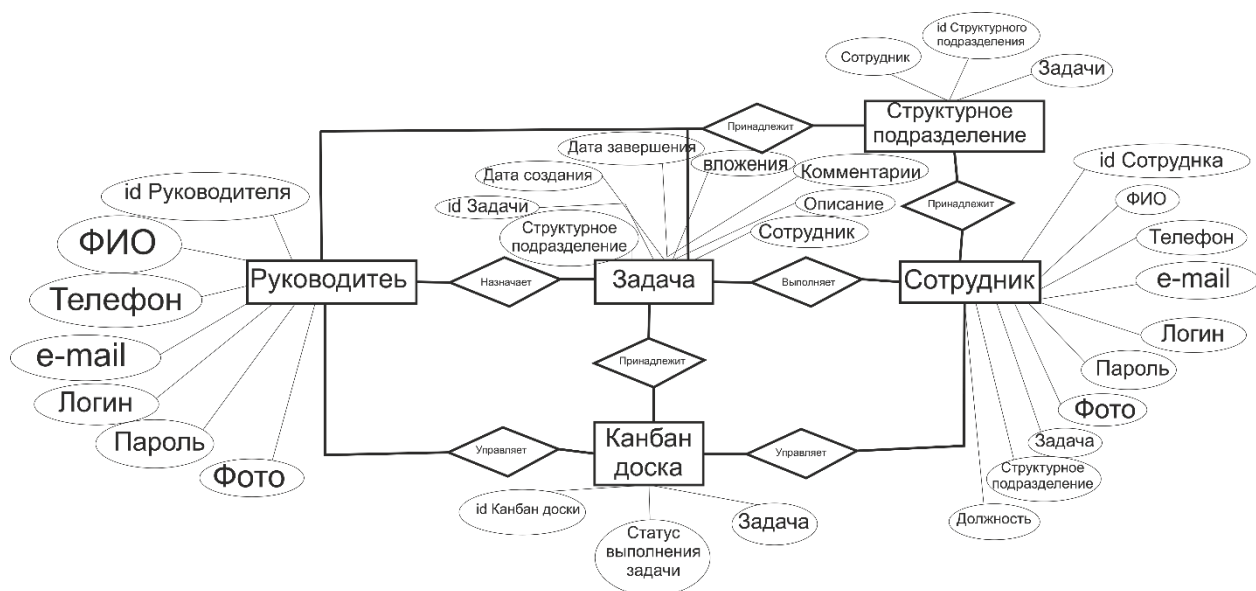 id Структурного
подразделения
Сотрудник
Задачи
Структурное
подразделение
Принадлежит
Дата завершения
вложения
Дата создания
Комментарии
id Сотруднка
id Руководителя
id Задачи
Описание
Принадлежит
ФИО
ФИО
Структурное
подразделение
Сотрудник
Телефон
Руководитеь
Назначает
Задача
Выполняет
Сотрудник
e-mail
Телефон
Логин
e-mail
Принадлежит
Пароль
Логин
Фото
Пароль
Управляет
Канбан
доска
Управляет
Задача
Фото
Структурное
подразделение
id Канбан доски
Задача
Должность
Статус
выполнения
задачи